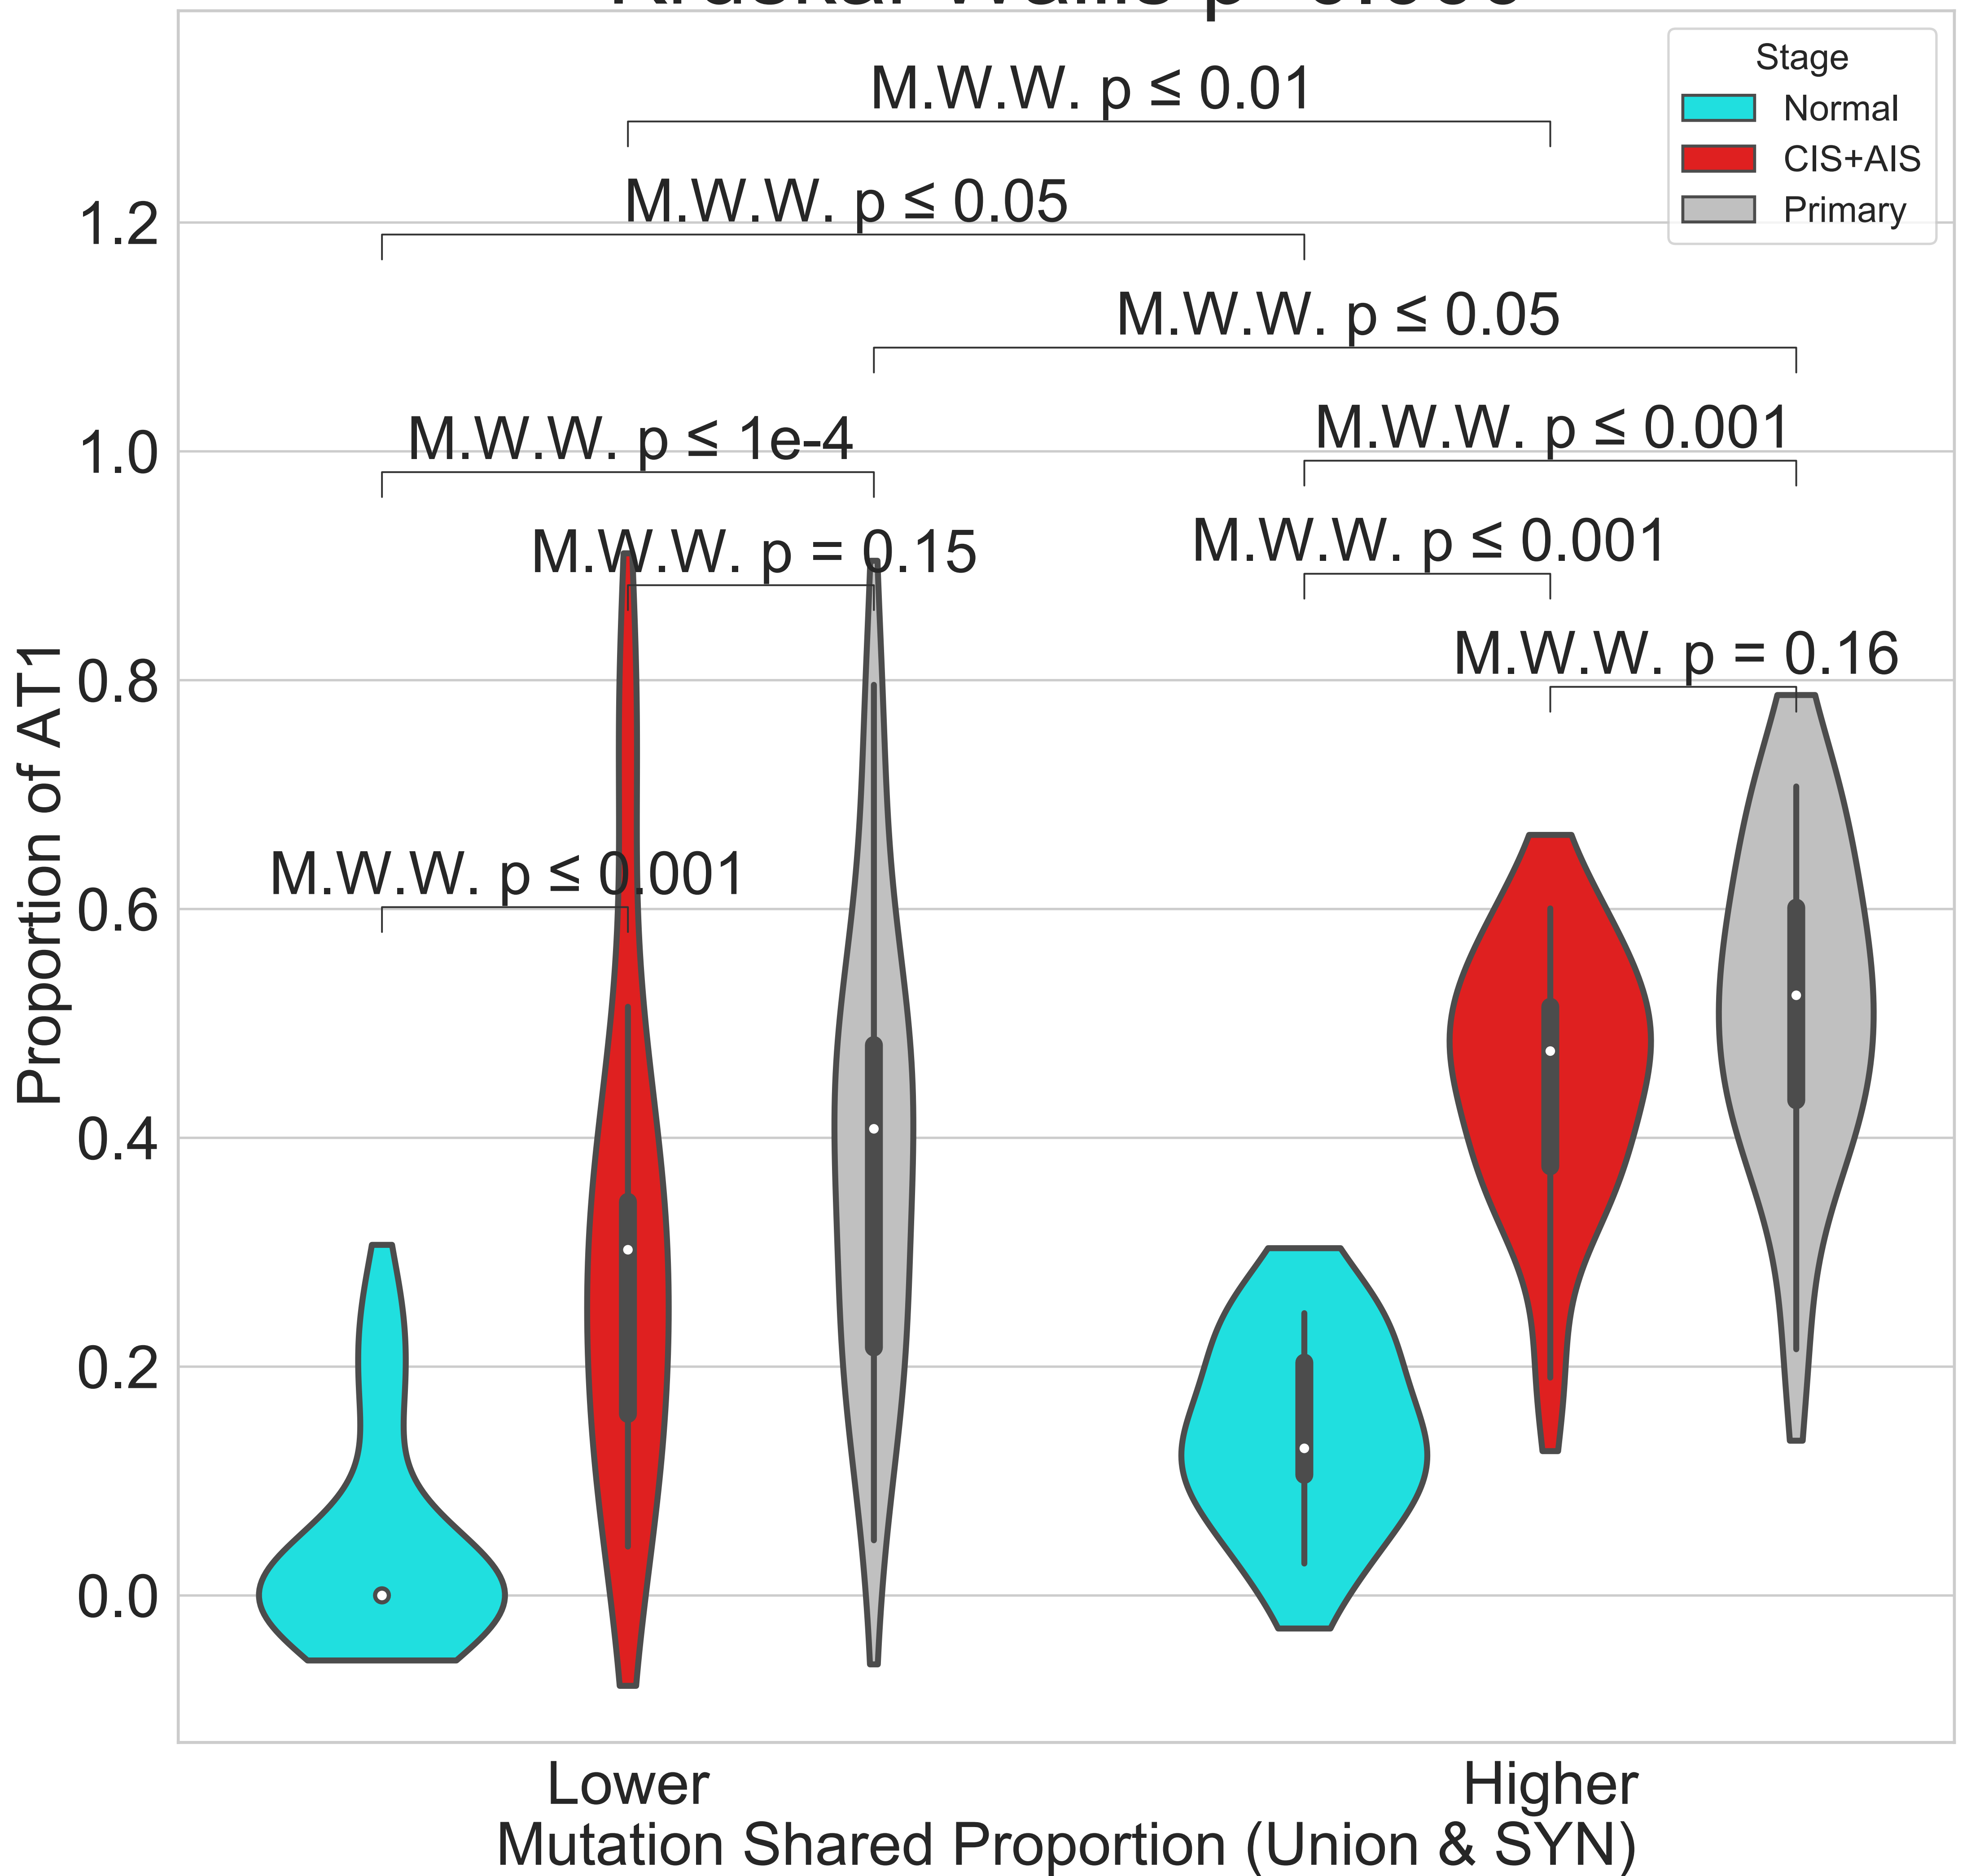 M.W.W. p ≤ 0.01
Stage
Normal
CIS+AIS
Primary
M.W.W. p ≤ 0.05
1.2
M.W.W. p ≤ 0.05
M.W.W. p ≤ 1e-4
M.W.W. p ≤ 0.001
1.0
M.W.W. p = 0.15
M.W.W. p ≤ 0.001
M.W.W. p = 0.16
0.8
M.W.W. p ≤ 0.001
0.6
Proportion of AT1
0.4
0.2
0.0
Lower
Higher
Mutation Shared Proportion (Union & SYN)